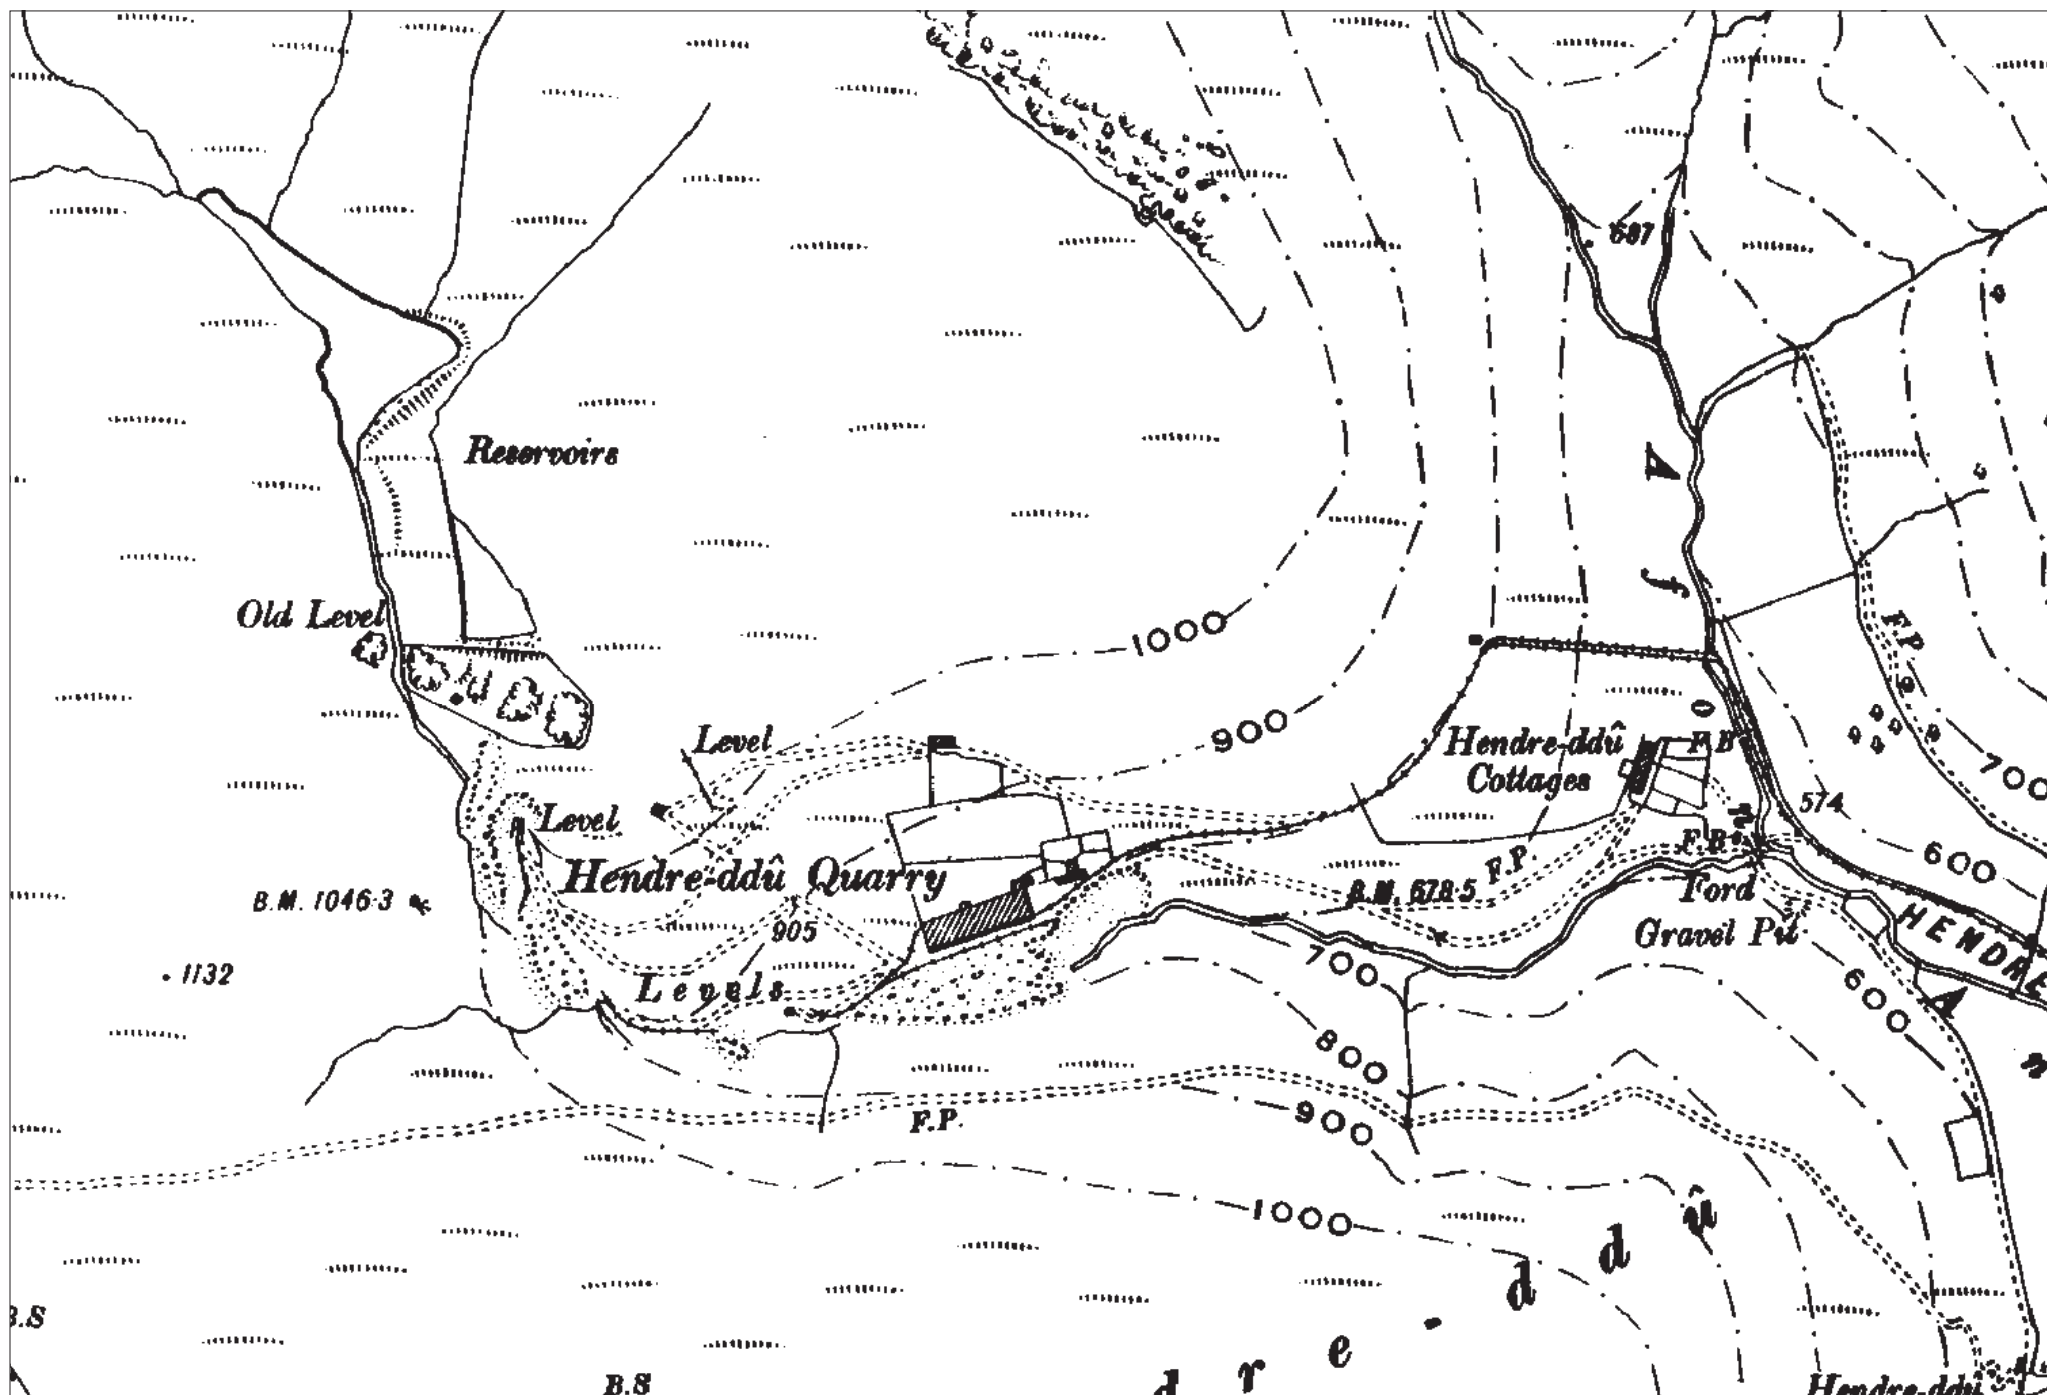 687
Reservoirs
A
f
Old Level
F.P.
1000
o
Level
900
Hendre-ddû
Cottages
F.B
700
574
Level
F.B
600
Hendre-ddû Quarry
B.M. 678·5
F.P.
Ford
B.M. 1046·3
905
Gravel Pit
HENDRE
1132
Levels
700
600
A
n
800
F.P.
900
1000
û
d
d
-
B.S
e
r
d
B.S
Hendre-ddû